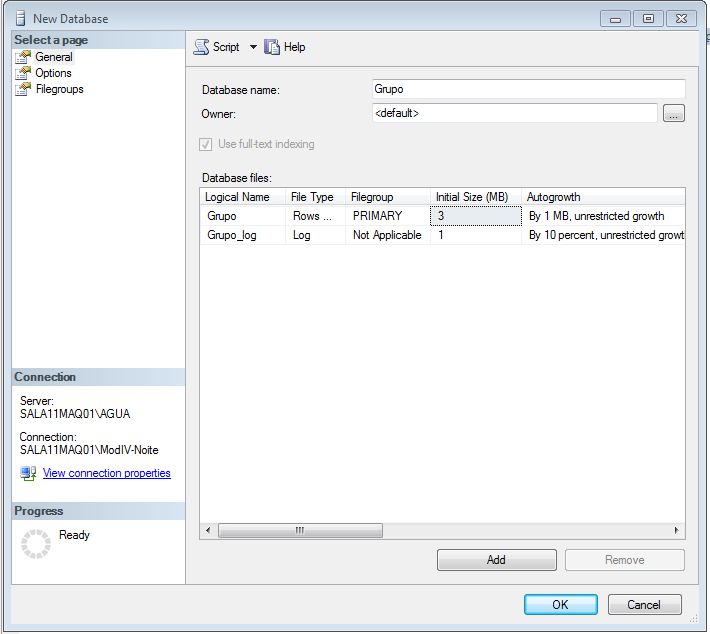 New Database
Select a page
General
Options
Filegroups
Script
Help
Database name:
Grupo
Owner:
<default>
...
Use full-text indexing
Database files:
Logical Name File Type Filegroup Initial Size (MB) Autogrowth
Grupo Rows ... PRIMARY 3 By 1 MB, unrestricted growth
Grupo_log Log Not Applicable 1 By 10 percent, unrestricted growt
Connection
Server:
SALA11MAQ01\AGUA
Connection:
SALA11MAQ01\ModIV-Noite
View connection properties
Progress
Ready
Add
Remove
OK
Cancel